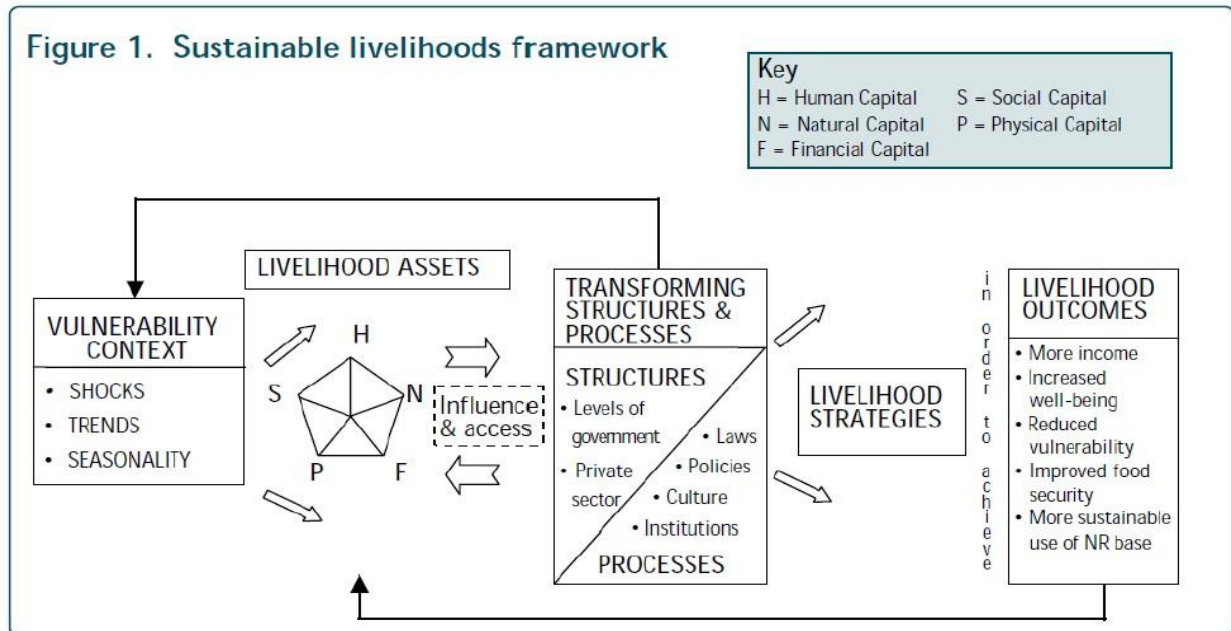 Figure 1. Sustainable livelihoods framework
Key
H = Human Capital S = Social Capital
N = Natural Capital P = Physical Capital
F = Financial Capital
LIVELIHOOD ASSETS
VULNERABILITY
CONTEXT
• SHOCKS
• TRENDS
• SEASONALITY
H
S
N
P
F
Influence
& access
TRANSFORMING
STRUCTURES &
PROCESSES
STRUCTURES
• Levels of
government
• Private
sector
• Laws
• Policies
• Culture
• Institutions
PROCESSES
LIVELIHOOD
STRATEGIES
in order to achieve
LIVELIHOOD
OUTCOMES
• More income
• Increased
well-being
• Reduced
vulnerability
• Improved food
security
• More sustainable
use of NR base